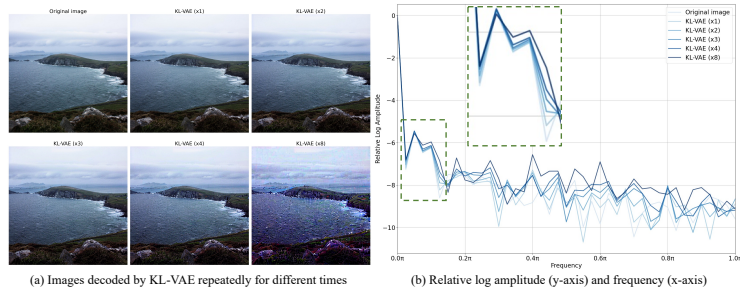 Original image
KL-VAE (x1)
KL-VAE (x2)
KL-VAE (x3)
KL-VAE (x4)
KL-VAE (x8)
(a) Images decoded by KL-VAE repeatedly for different times
Relative Log Amplitude
0
−2
−4
−6
−8
−10
Original image
KL-VAE (x1)
KL-VAE (x2)
KL-VAE (x3)
KL-VAE (x4)
KL-VAE (x8)
0.0π
0.2π
0.4π
0.6π
0.8π
1.0π
Frequency
(b) Relative log amplitude (y-axis) and frequency (x-axis)